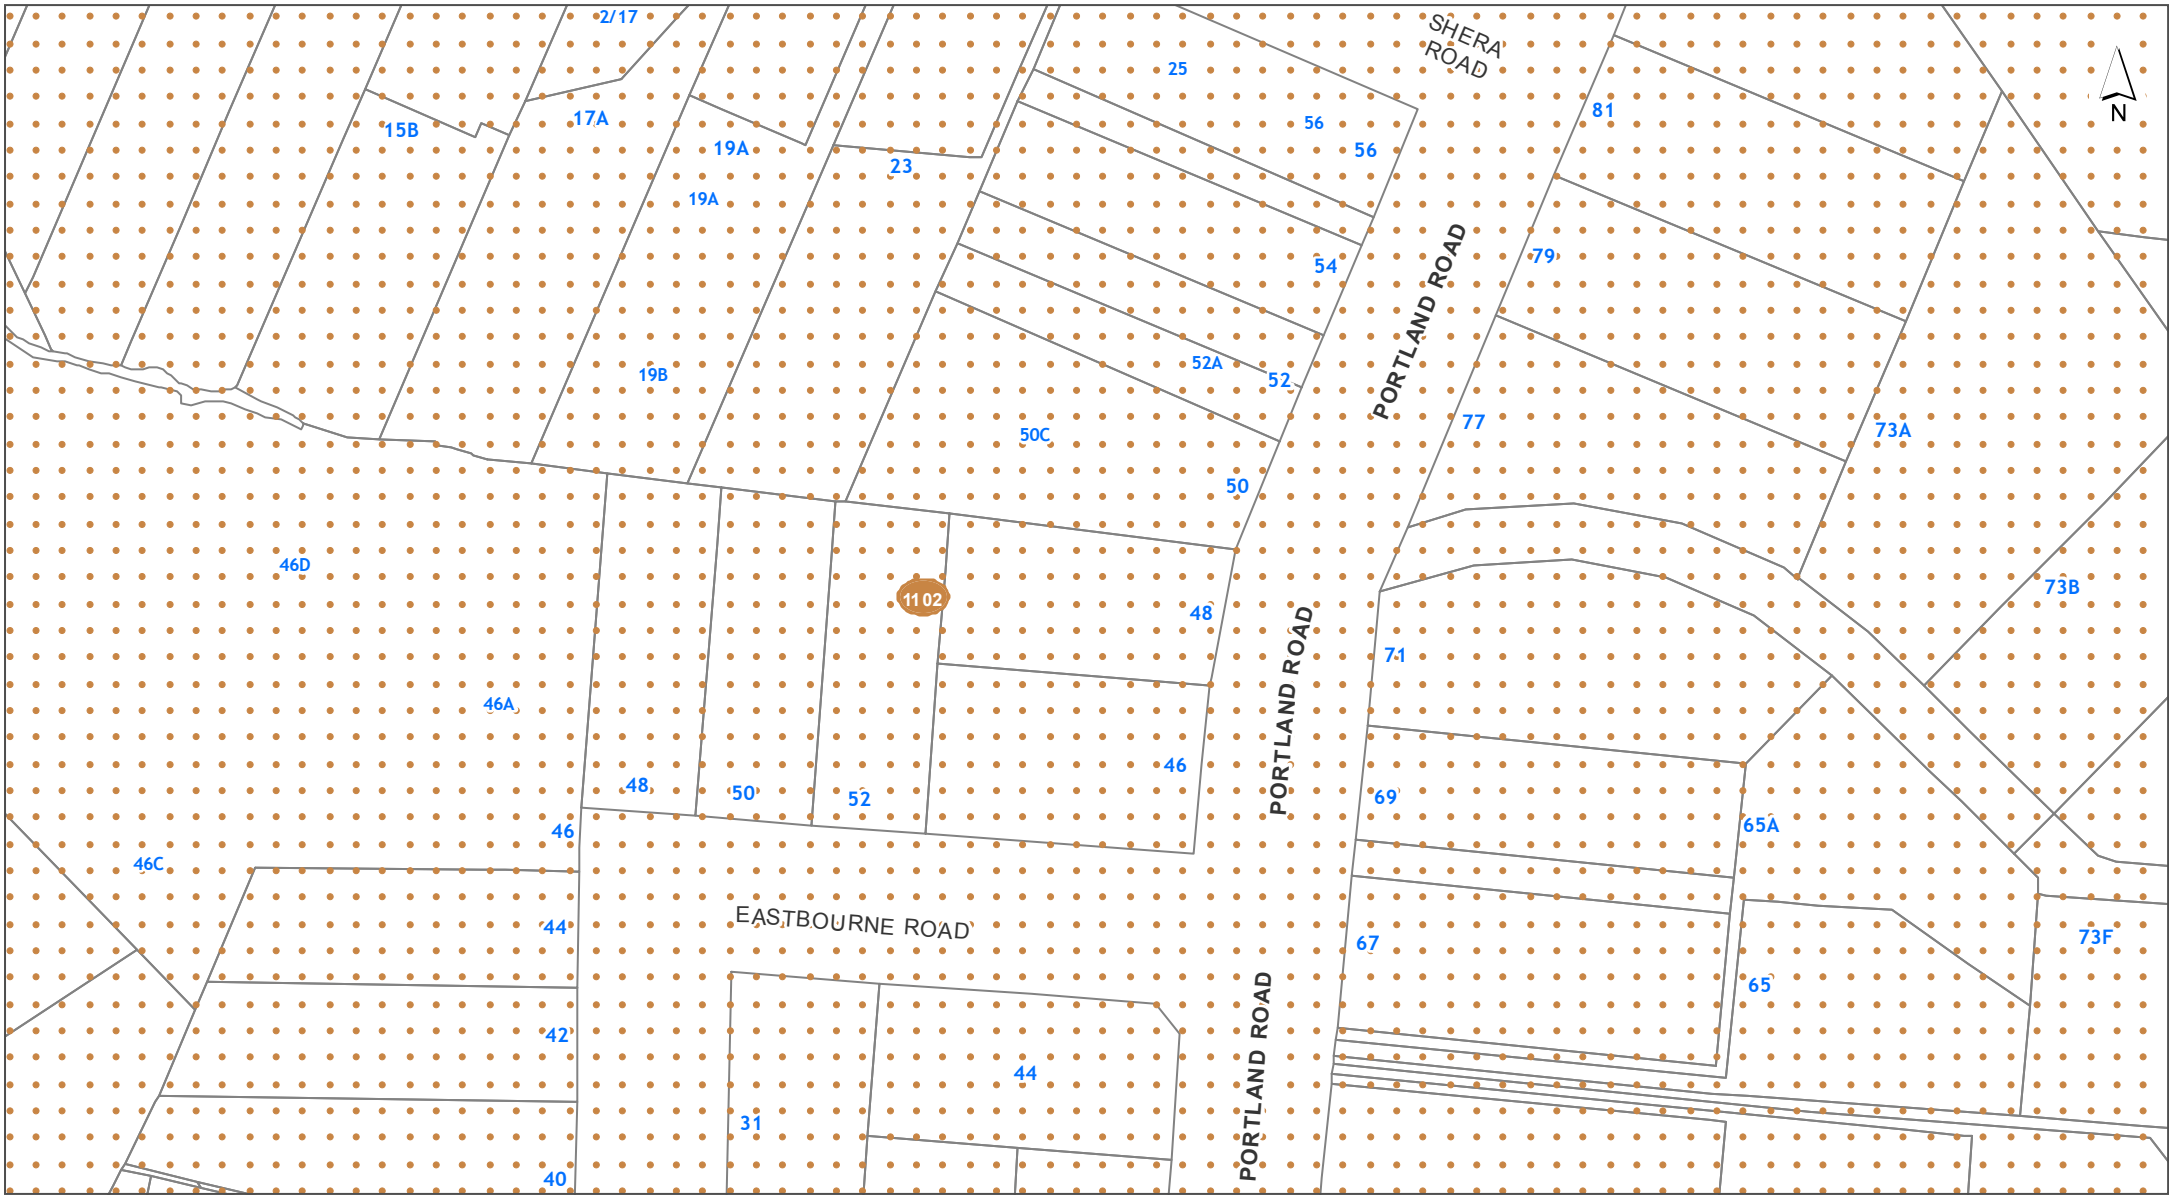 2/17
SHERA
ROAD
25
81
N
15B
17A
56
19A
56
23
19A
54
79
PORTLAND ROAD
52A
19B
52
77
73A
50C
50
46D
73B
1102
48
PORTLAND ROAD
71
46A
46
48
50
52
69
65A
46
46C
EASTBOURNE ROAD
44
67
73F
65
42
44
PORTLAND ROAD
31
40